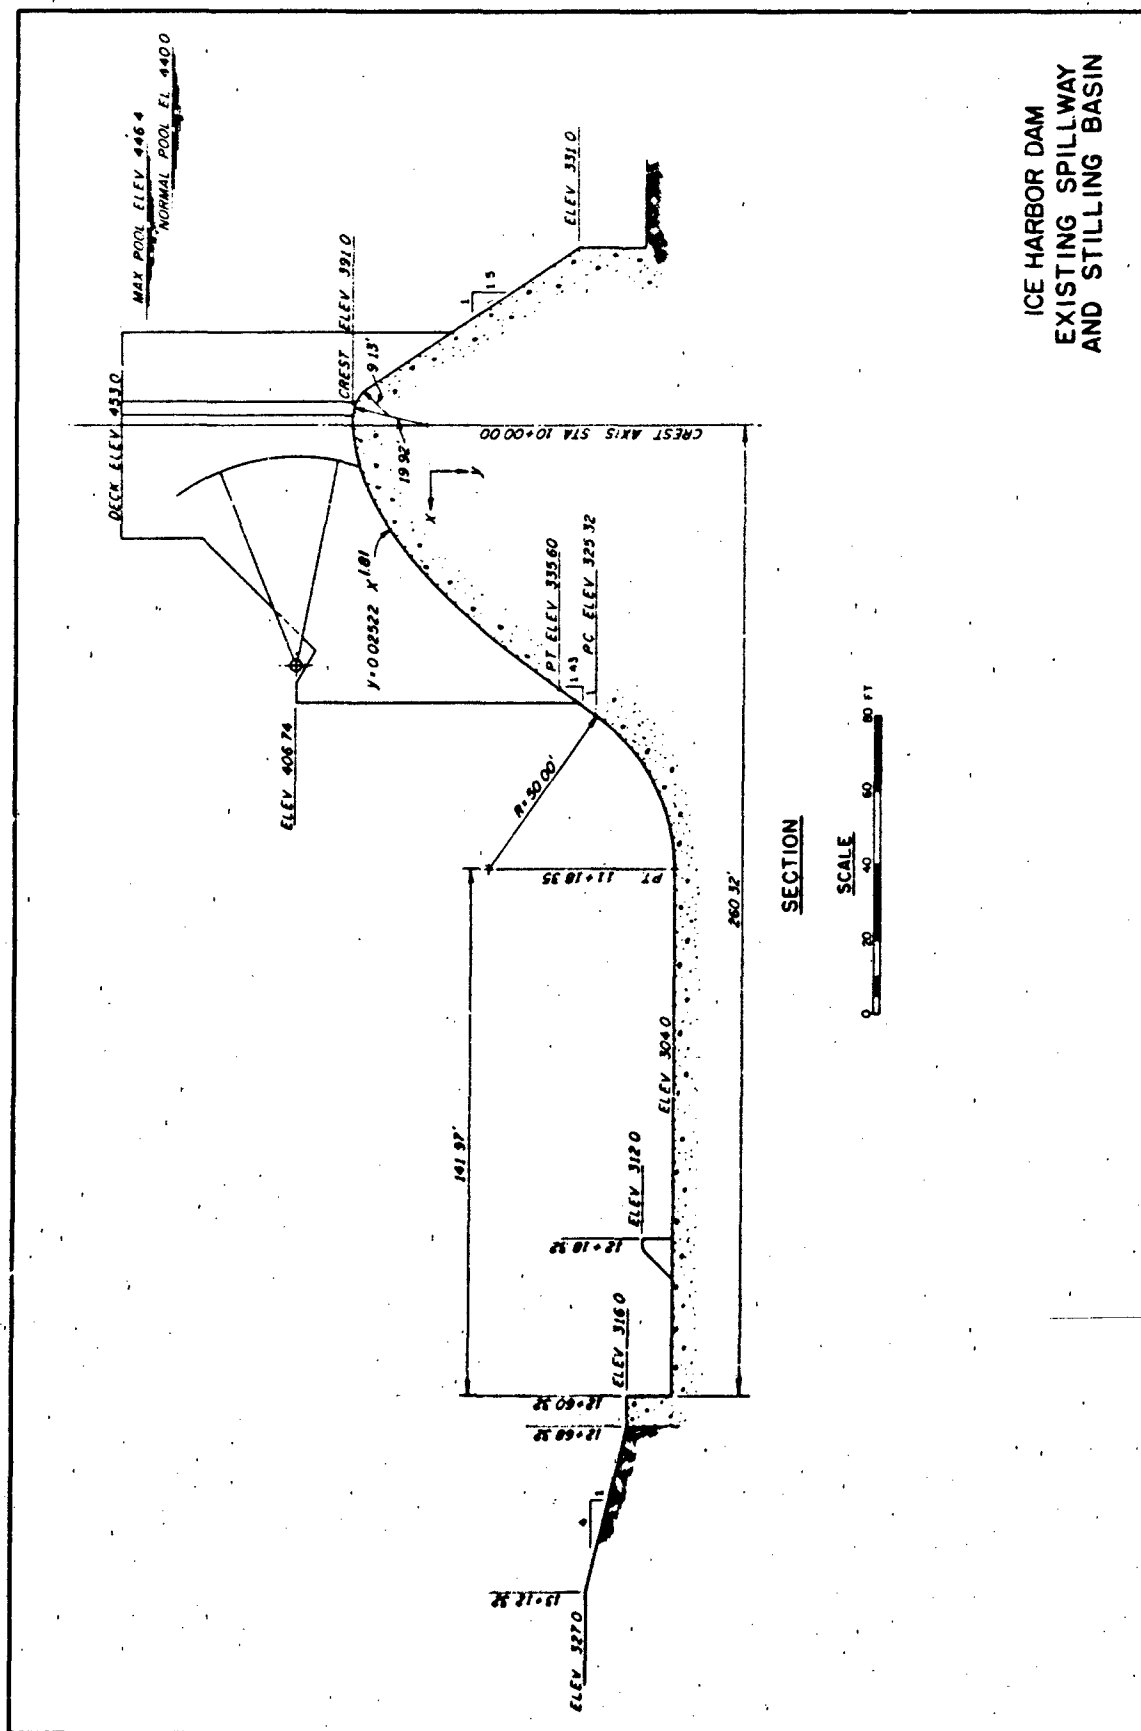 MAX POOL ELEV 446.4
NORMAL POOL EL 440.0
DECK ELEV 453.0
CREST ELEV 391.0
ELEV 331.0
1
1.5
9.13'
19.92'
CREST AXIS STA 10+00.00
X
Y
y=0.02522 X^1.81
PT ELEV 335.60
PC ELEV 325.32
1.43
1
ELEV 406.74
R=50.00'
PT 11+18.35
141.97'
260.32'
ELEV 304.0
ELEV 312.0
12+18.32
ELEV 316.0
12+60.32
12+68.32
4
1
13+12.32
ELEV 327.0
SECTION
SCALE
0 20 40 60 80 FT
ICE HARBOR DAM
EXISTING SPILLWAY
AND STILLING BASIN